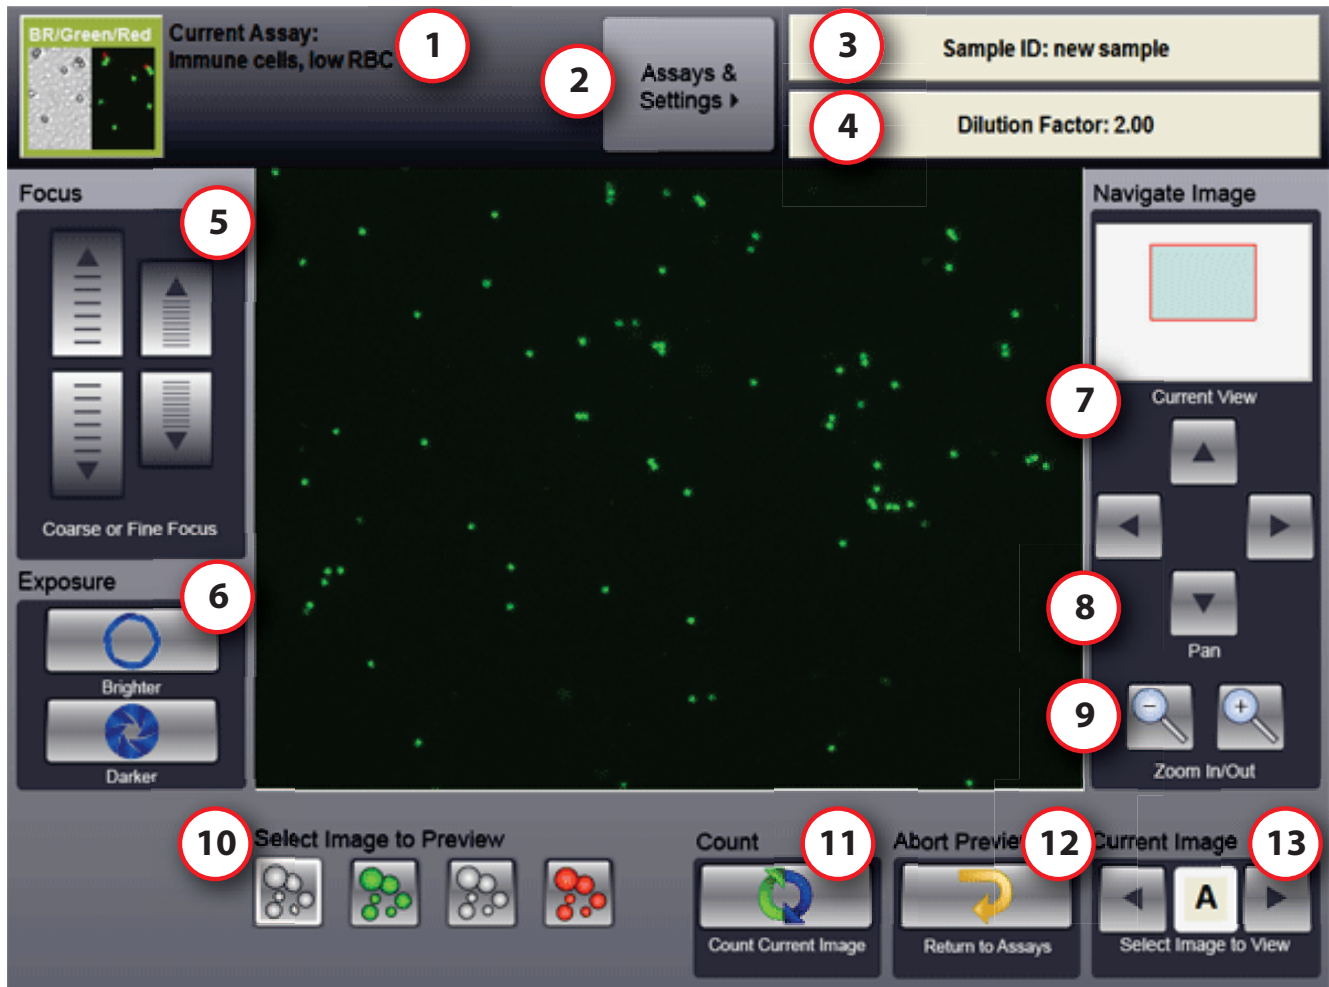 BR/Green/Red
Current Assay:
Immune cells, low RBC
1
2
Assays &
Settings
3
Sample ID: new sample
4
Dilution Factor: 2.00
Focus
5
Coarse or Fine Focus
Exposure
6
Brighter
Darker
Navigate Image
7
Current View
8
Pan
9
Zoom In/Out
10
Select Image to Preview
Count
11
Count Current Image
Abort Preview
12
Return to Assays
Current Image
13
A
Select Image to View